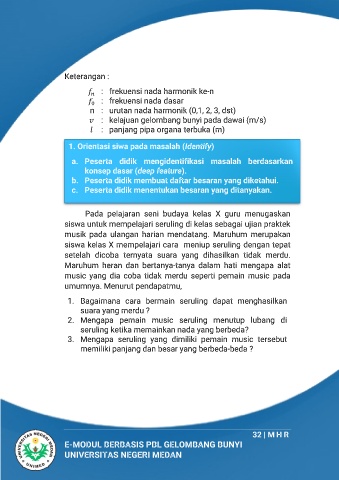 Keterangan :
fn : frekuensi nada harmonik ke-n
f0 : frekuensi nada dasar
n : urutan nada harmonik (0,1, 2, 3, dst)
v : kelajuan gelombang bunyi pada dawai (m/s)
l : panjang pipa organa terbuka (m)
1. Orientasi siwa pada masalah (identify)
a. Peserta didik mengidentifikasi masalah berdasarkan
konsep dasar (deep feature).
b. Peserta didik membuat daftar besaran yang diketahui.
c. Peserta didik menentukan besaran yang ditanyakan.
Pada pelajaran seni budaya kelas X guru menugaskan
siswa untuk mempelajari seruling di kelas sebagai ujian praktek
musik pada ulangan harian mendatang. Maruhum merupakan
siswa kelas X mempelajari cara meniup seruling dengan tepat
setelah dicoba ternyata suara yang dihasilkan tidak merdu.
Maruhum heran dan bertanya-tanya dalam hati mengapa alat
music yang dia coba tidak merdu seperti pemain music pada
umumnya. Menurut pendapatmu,
1. Bagaimana cara bermain seruling dapat menghasilkan
suara yang merdu ?
2. Mengapa pemain music seruling menutup lubang di
seruling ketika memainkan nada yang berbeda?
3. Mengapa seruling yang dimiliki pemain music tersebut
memiliki panjang dan besar yang berbeda-beda ?
32 | M H R
E-MODUL BERBASIS PBL GELOMBANG BUNYI
UNIVERSITAS NEGERI MEDAN
UNIVERSITAS NEGERI MEDAN
UNIMED